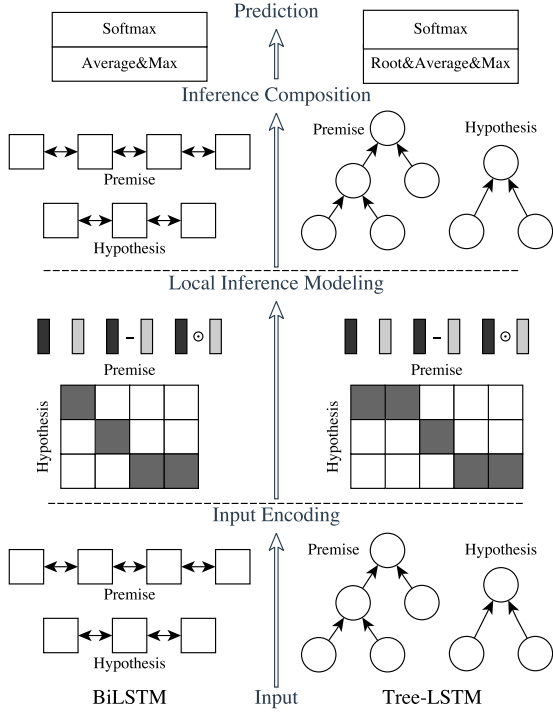 Prediction
Softmax
Average&Max
Softmax
Root&Average&Max
Inference Composition
Premise
Hypothesis
Premise
Hypothesis
Local Inference Modeling
–
⊙
–
⊙
Premise
Hypothesis
Premise
Hypothesis
Input Encoding
Premise
Hypothesis
Premise
Hypothesis
BiLSTM
Input
Tree-LSTM